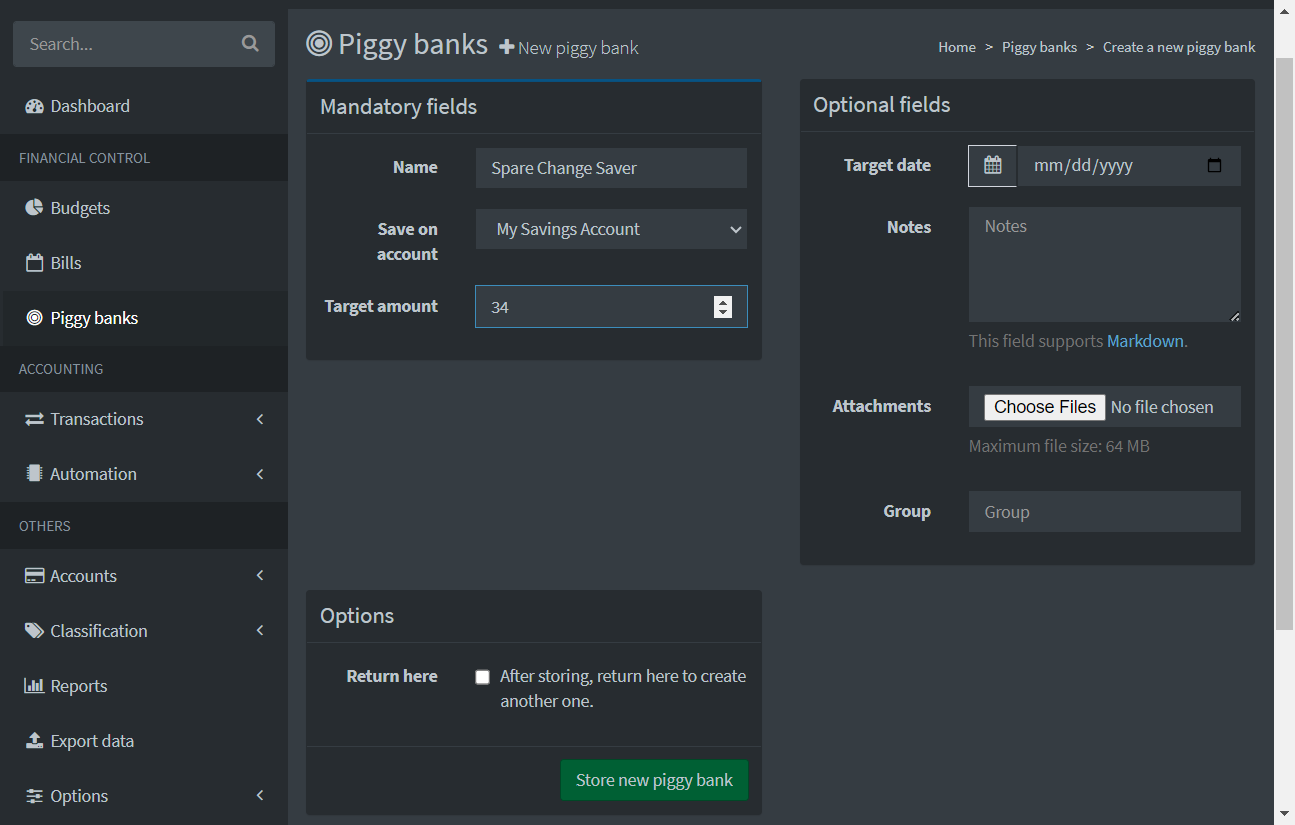 Search...
Dashboard
FINANCIAL CONTROL
Budgets
Bills
Piggy banks
ACCOUNTING
Transactions
Automation
OTHERS
Accounts
Classification
Reports
Export data
Options
Piggy banks New piggy bank
Home > Piggy banks > Create a new piggy bank
Mandatory fields
Name Spare Change Saver
Save on account My Savings Account
Target amount 34
Optional fields
Target date mm/dd/yyyy
Notes Notes
This field supports Markdown.
Attachments Choose Files No file chosen
Maximum file size: 64 MB
Group Group
Options
Return here After storing, return here to create
another one.
Store new piggy bank